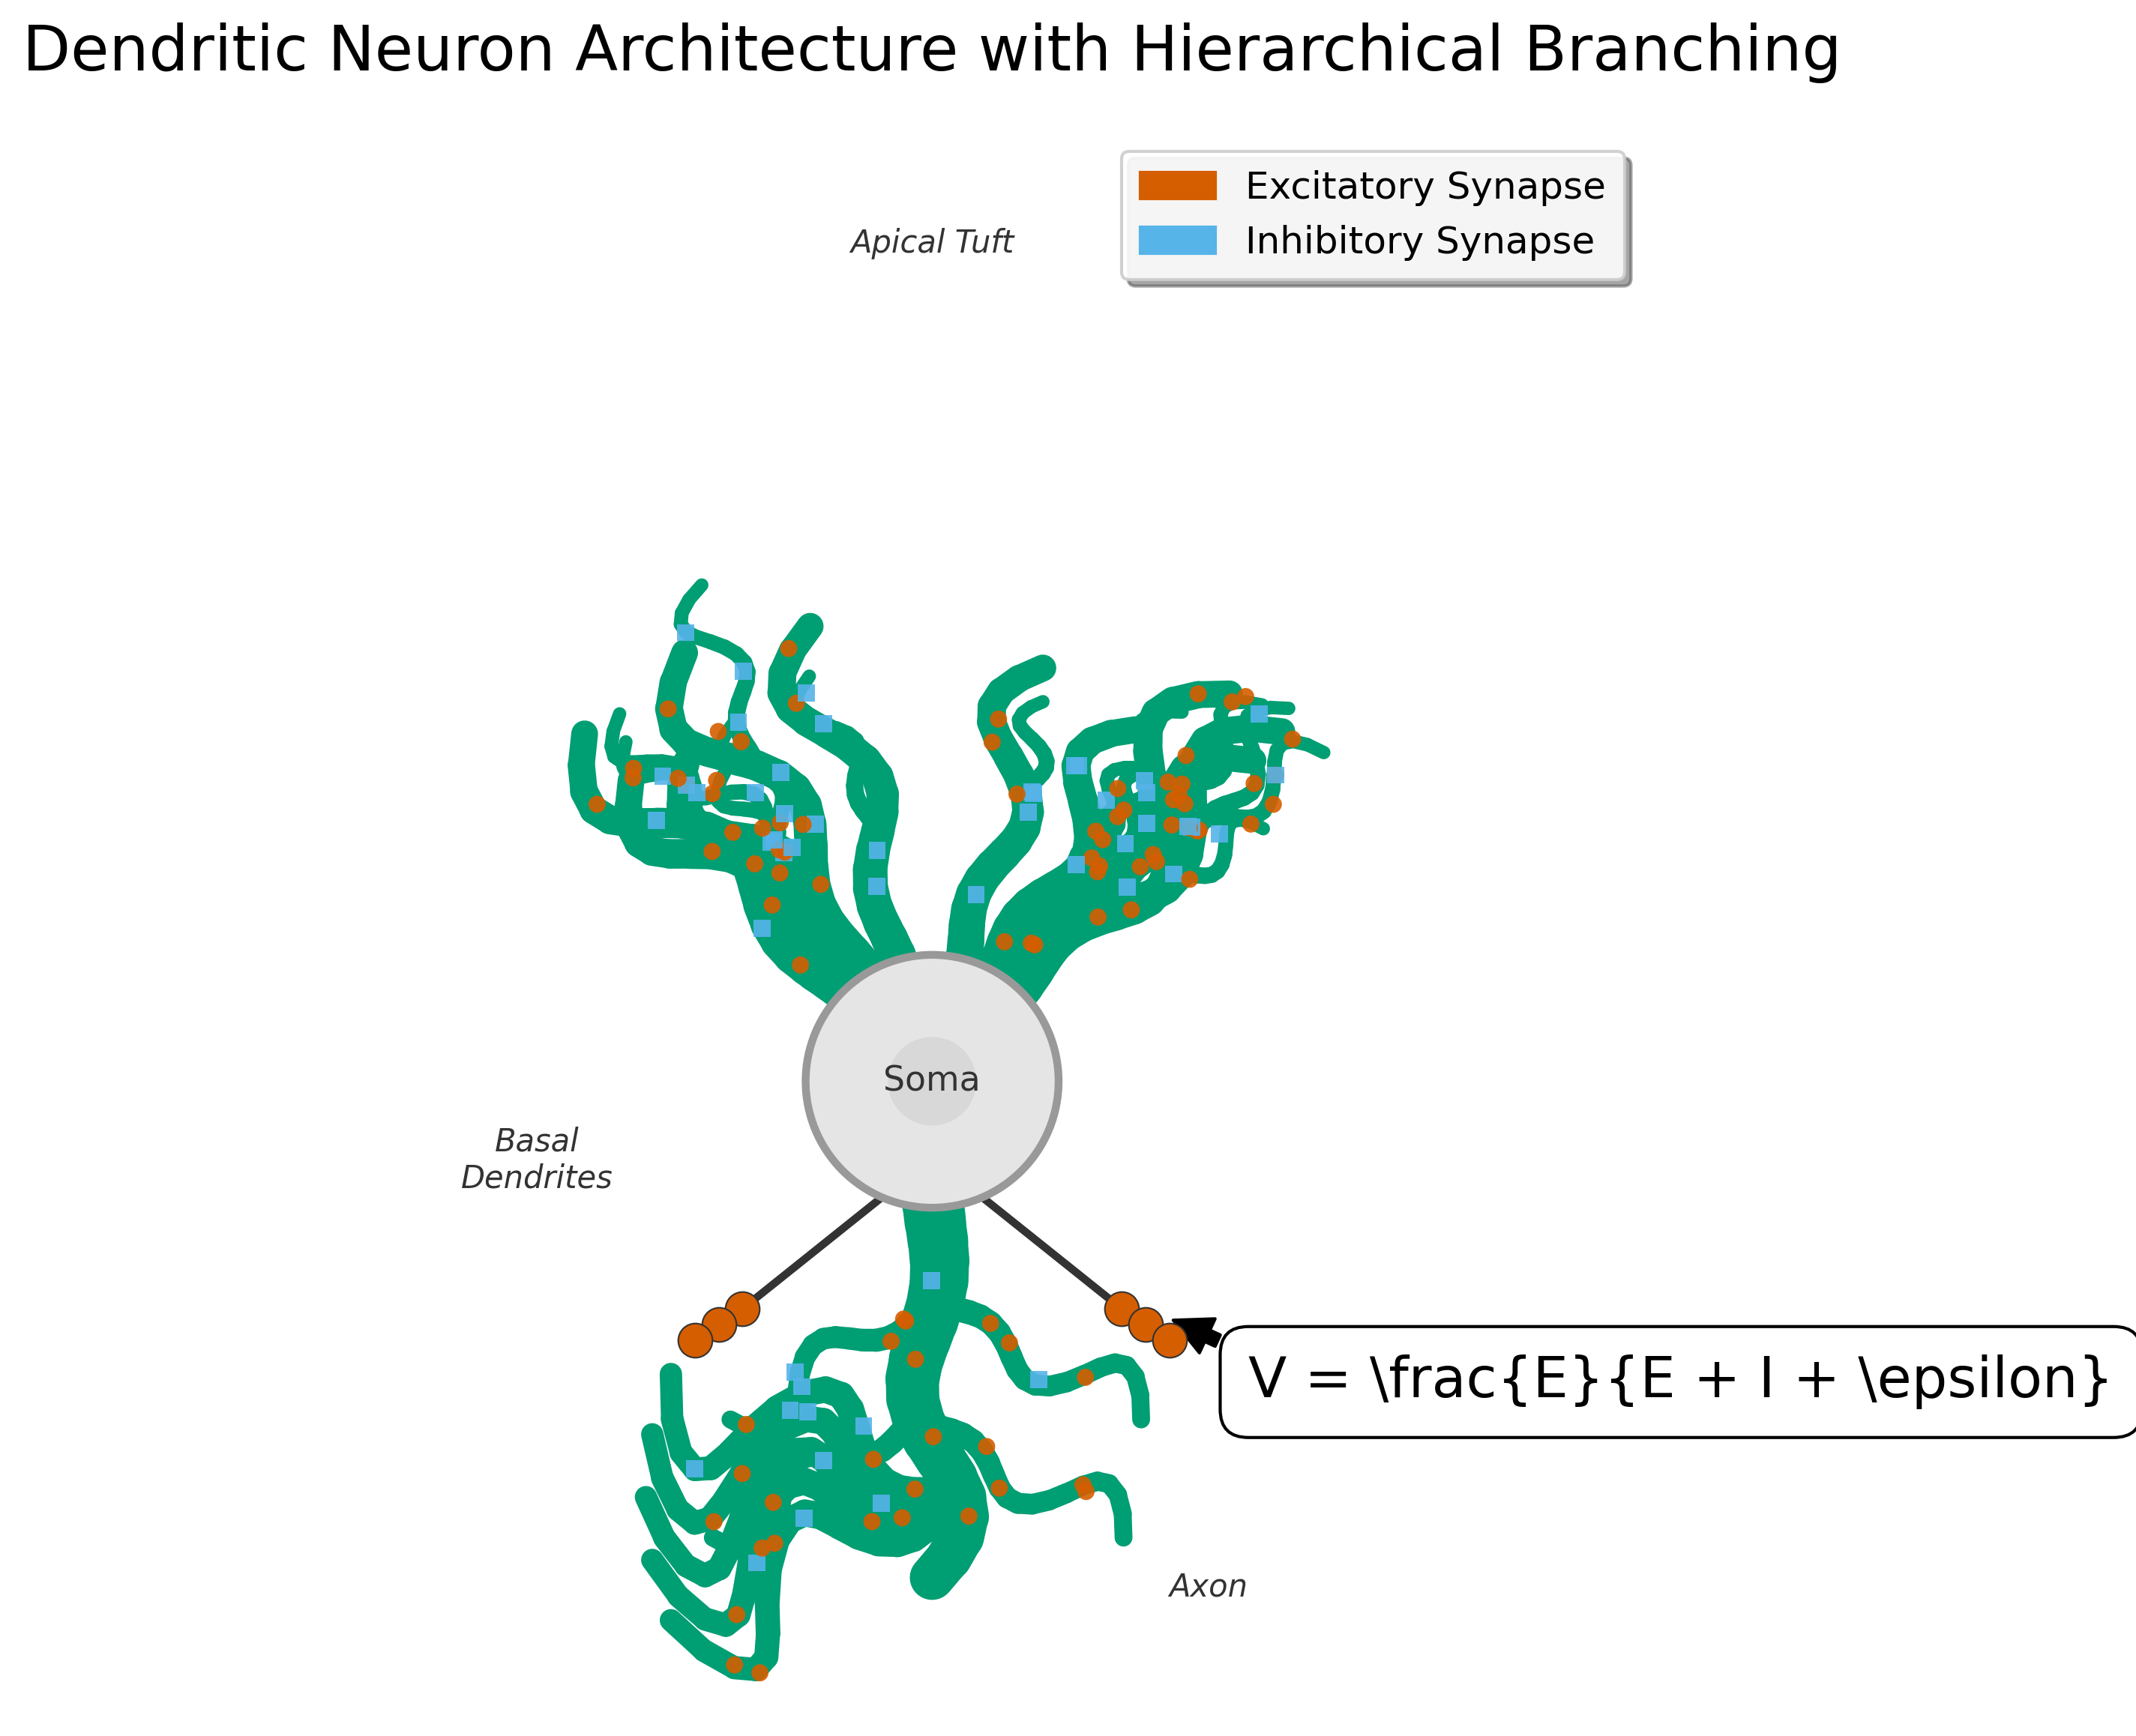 Dendritic Neuron Architecture with Hierarchical Branching
Excitatory Synapse
Inhibitory Synapse
Apical Tuft
Soma
Basal
Dendrites
V = \frac{E}{E + I + \epsilon}
Axon